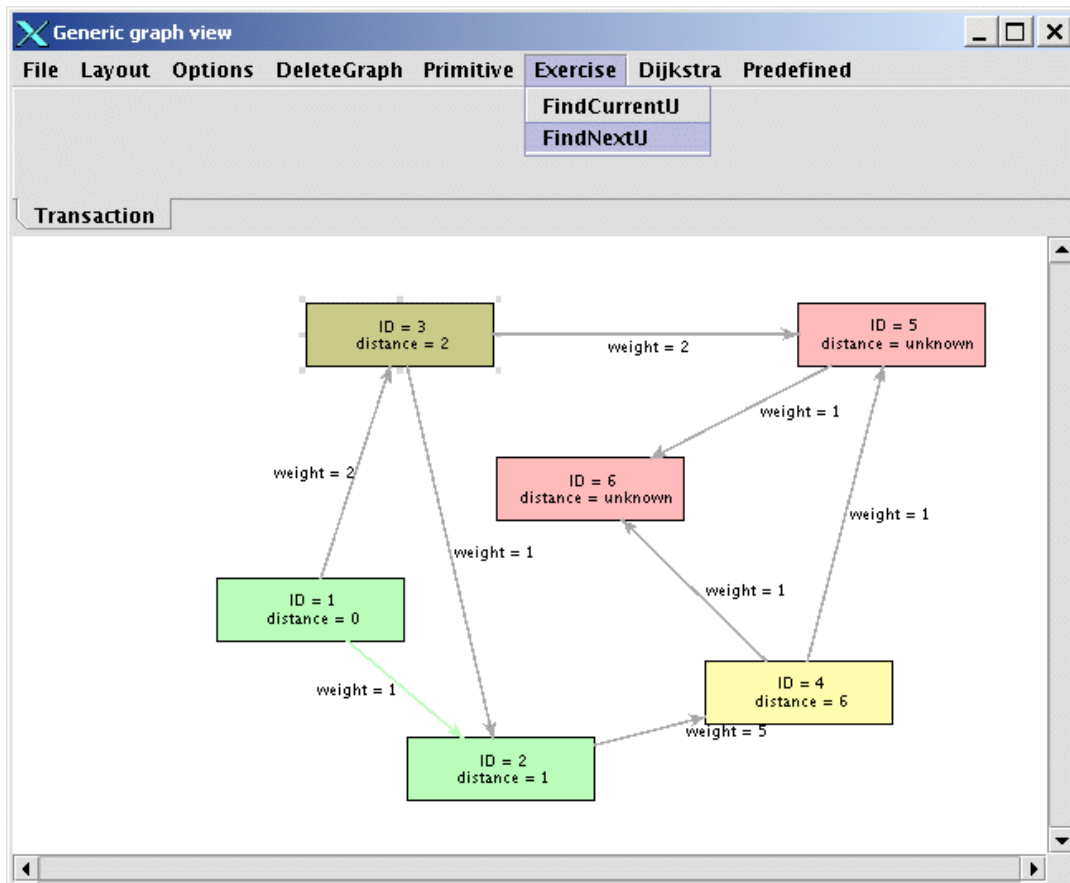 Generic graph view
File Layout Options DeleteGraph Primitive Exercise Dijkstra Predefined
FindCurrentU
FindNextU
Transaction
ID = 3
distance = 2
ID = 5
distance = unknown
weight = 2
weight = 1
weight = 2
ID = 6
distance = unknown
weight = 1
weight = 1
weight = 1
ID = 1
distance = 0
weight = 1
ID = 4
distance = 6
weight = 5
ID = 2
distance = 1